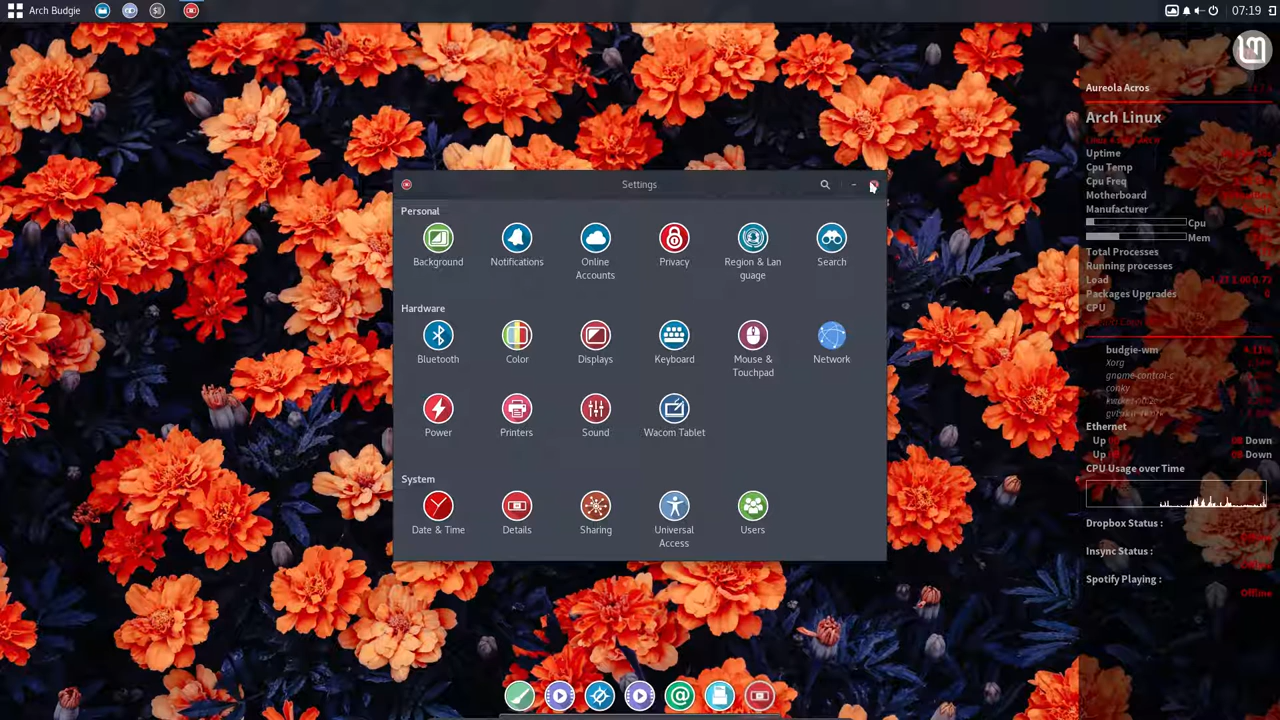 Arch Budgie
07:19
Settings
Personal
Background
Notifications
Online
Accounts
Privacy
Region & Lan
guage
Search
Hardware
Bluetooth
Color
Displays
Keyboard
Mouse &
Touchpad
Network
Power
Printers
Sound
Wacom Tablet
System
Date & Time
Details
Sharing
Universal
Access
Users
Aureola Acros
Arch Linux
Uptime
Cpu Temp
Cpu Freq
Motherboard
Manufacturer
Cpu
Mem
Total Processes
Running processes
Load
Packages Upgrades 0
CPU
budgie-wm
Xorg
gnome-control-c
conky
Ethernet
Up Down
Up Down
CPU Usage over Time
Dropbox Status :
Insync Status :
Spotify Playing :
Offline